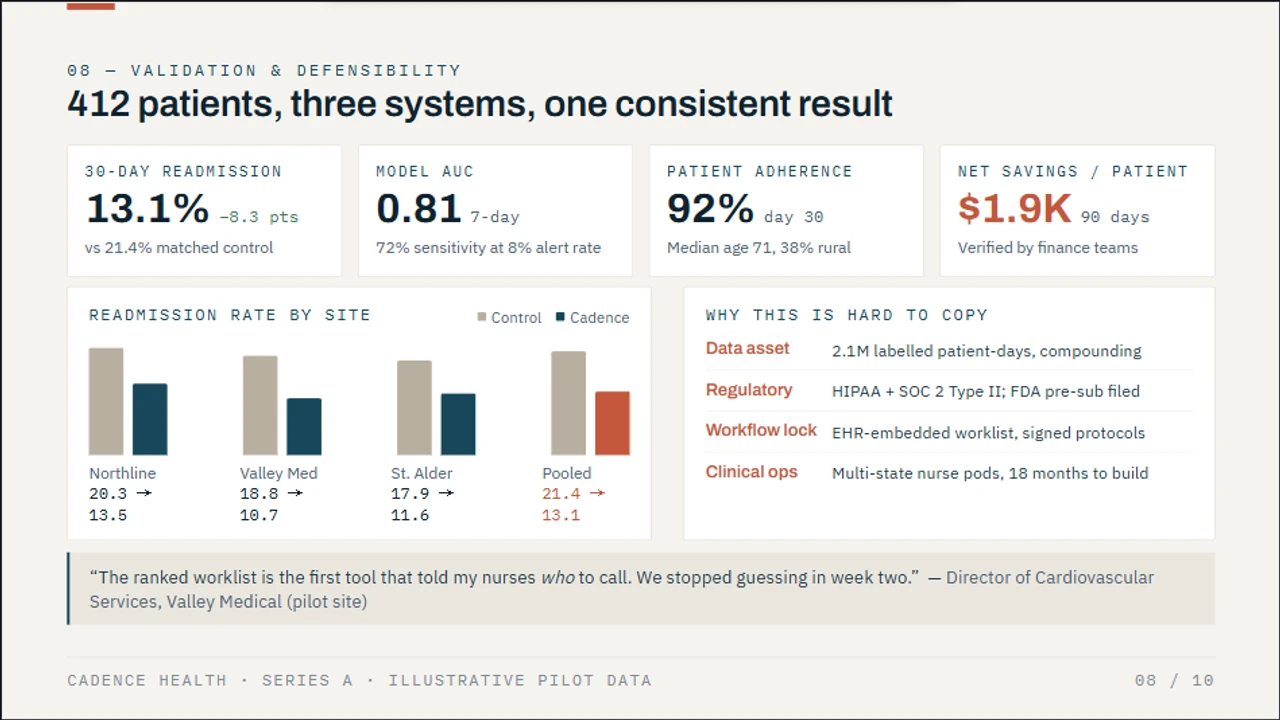 08 — VALIDATION & DEFENSIBILITY
412 patients, three systems, one consistent result
30-DAY READMISSION
13.1% −8.3 pts
vs 21.4% matched control
MODEL AUC
0.81 7-day
72% sensitivity at 8% alert rate
PATIENT ADHERENCE
92% day 30
Median age 71, 38% rural
NET SAVINGS / PATIENT
$1.9K 90 days
Verified by finance teams
READMISSION RATE BY SITE
Control Cadence
Northline
20.3 →
13.5
Valley Med
18.8 →
10.7
St. Alder
17.9 →
11.6
Pooled
21.4 →
13.1
WHY THIS IS HARD TO COPY
Data asset 2.1M labelled patient-days, compounding
Regulatory HIPAA + SOC 2 Type II; FDA pre-sub filed
Workflow lock EHR-embedded worklist, signed protocols
Clinical ops Multi-state nurse pods, 18 months to build
“The ranked worklist is the first tool that told my nurses who to call. We stopped guessing in week two.” — Director of Cardiovascular
Services, Valley Medical (pilot site)
CADENCE HEALTH · SERIES A · ILLUSTRATIVE PILOT DATA
08 / 10